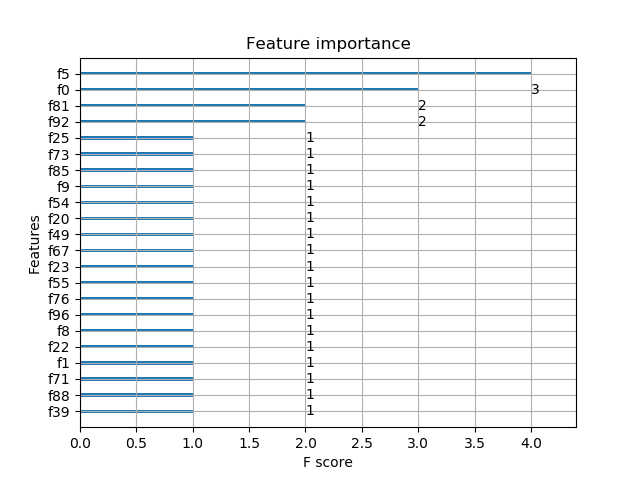 Feature importance
f5
f0 3
f81 2
f92 2
f25 1
f73 1
f85 1
f9 1
f54 1
f20 1
f49 1
f67 1
f23 1
f55 1
f76 1
f96 1
f8 1
f22 1
f1 1
f71 1
f88 1
f39 1
Features
0.0 0.5 1.0 1.5 2.0 2.5 3.0 3.5 4.0
F score